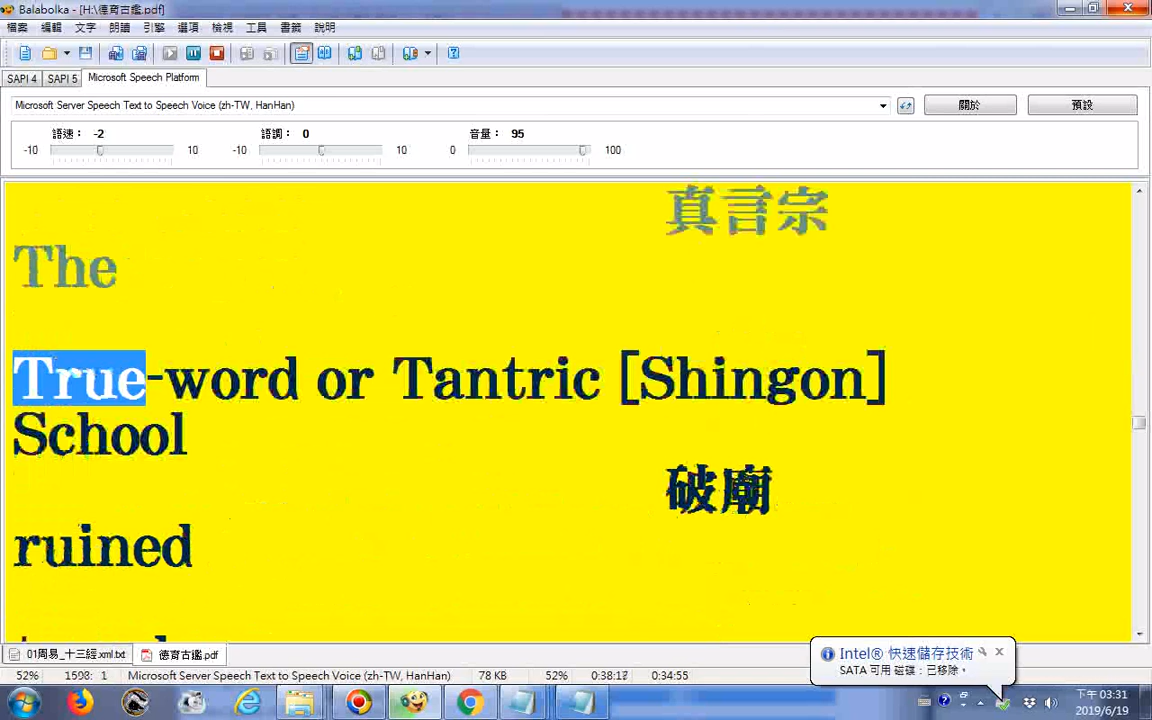 Balabolka - [H:\德育古鑑.pdf]
檔案 編輯 文字 朗讀 引擎 選項 檢視 工具 書籤 說明
SAPI 4 SAPI 5 Microsoft Speech Platform
Microsoft Server Speech Text to Speech Voice (zh-TW, HanHan) 關於 預設
語速： -2 語調： 0 音量： 95
-10 10 -10 10 0 100
真言宗
The
True-word or Tantric [Shingon]
School
破廟
ruined
01周易_十三經.xml.txt 德育古鑑.pdf
Intel® 快速儲存技術
SATA 可用 磁碟：已移除。
52% 1598: 1 Microsoft Server Speech Text to Speech Voice (zh-TW, HanHan) 78 KB 52% 0:38:12 0:34:55
下午 03:31
2019/6/19